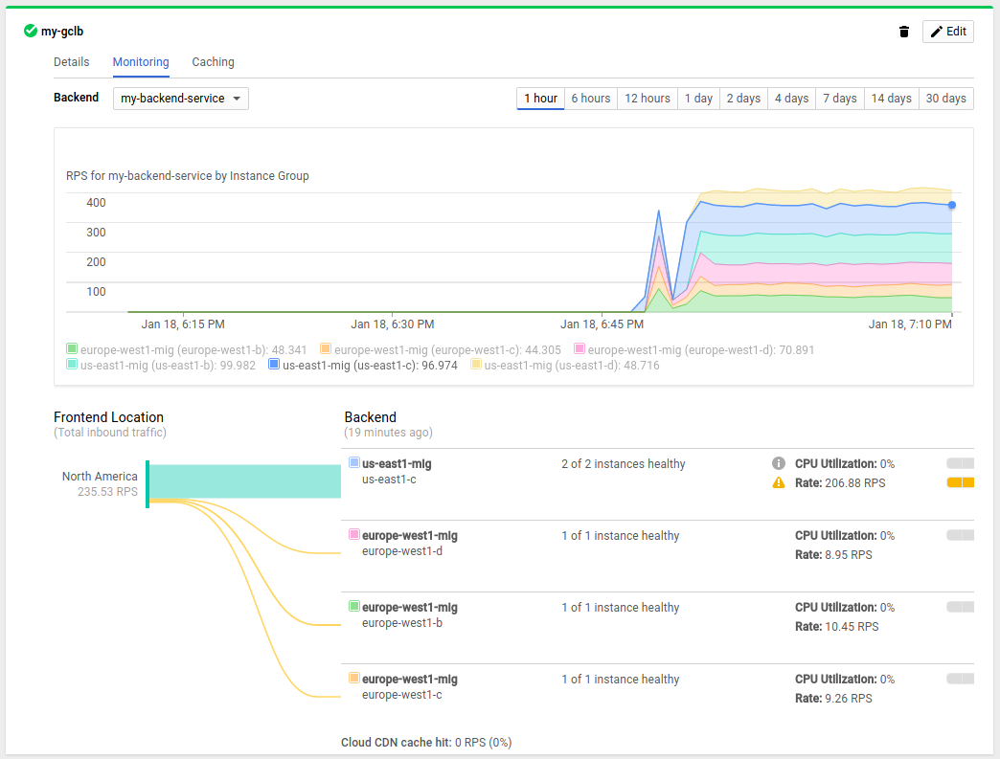 my-gclb
Edit
Details Monitoring Caching
Backend my-backend-service 1 hour 6 hours 12 hours 1 day 2 days 4 days 7 days 14 days 30 days
RPS for my-backend-service by Instance Group
400
300
200
100
Jan 18, 6:15 PM Jan 18, 6:30 PM Jan 18, 6:45 PM Jan 18, 7:10 PM
europe-west1-mig (europe-west1-b): 48.341 europe-west1-mig (europe-west1-c): 44.305 europe-west1-mig (europe-west1-d): 70.891
us-east1-mig (us-east1-b): 99.982 us-east1-mig (us-east1-c): 96.974 us-east1-mig (us-east1-d): 48.716
Frontend Location Backend
(Total inbound traffic) (19 minutes ago)
us-east1-mig 2 of 2 instances healthy CPU Utilization: 0%
North America us-east1-c Rate: 206.88 RPS
235.53 RPS
europe-west1-mig 1 of 1 instance healthy CPU Utilization: 0%
europe-west1-d Rate: 8.95 RPS
europe-west1-mig 1 of 1 instance healthy CPU Utilization: 0%
europe-west1-b Rate: 10.45 RPS
europe-west1-mig 1 of 1 instance healthy CPU Utilization: 0%
europe-west1-c Rate: 9.26 RPS
Cloud CDN cache hit: 0 RPS (0%)